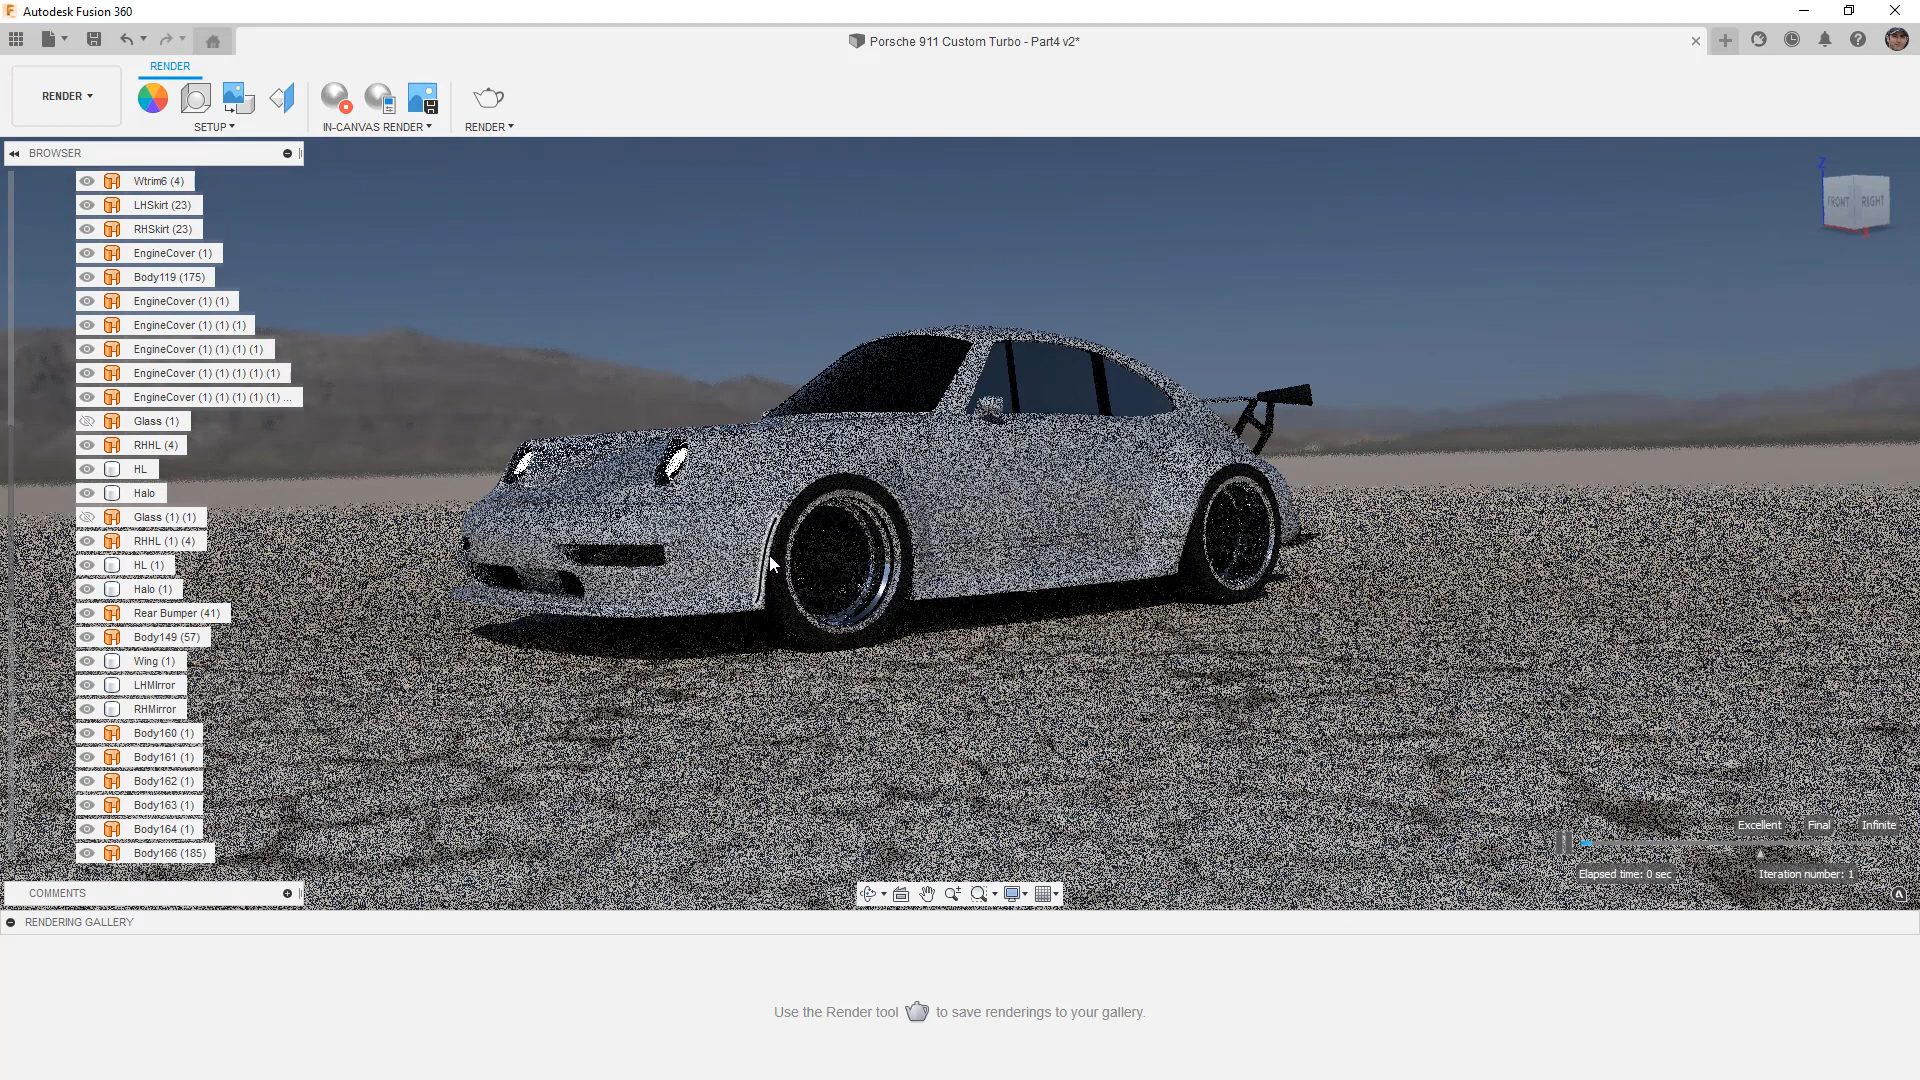 Autodesk Fusion 360
Porsche 911 Custom Turbo - Part4 v2*
RENDER
RENDER
SETUP
IN-CANVAS RENDER
RENDER
BROWSER
Wtrim6 (4)
LHSkirt (23)
RHSkirt (23)
EngineCover (1)
Body119 (175)
EngineCover (1) (1)
EngineCover (1) (1) (1)
EngineCover (1) (1) (1) (1)
EngineCover (1) (1) (1) (1) (1)
EngineCover (1) (1) (1) (1) (1) ...
Glass (1)
RHHL (4)
HL
Halo
Glass (1) (1)
RHHL (1) (4)
HL (1)
Halo (1)
Rear Bumper (41)
Body149 (57)
Wing (1)
LHMIrror
RHMirror
Body160 (1)
Body161 (1)
Body162 (1)
Body163 (1)
Body164 (1)
Body166 (185)
Z
FRONT RIGHT
Excellent Final Infinite
Elapsed time: 0 sec Iteration number: 1
COMMENTS
RENDERING GALLERY
Use the Render tool to save renderings to your gallery.